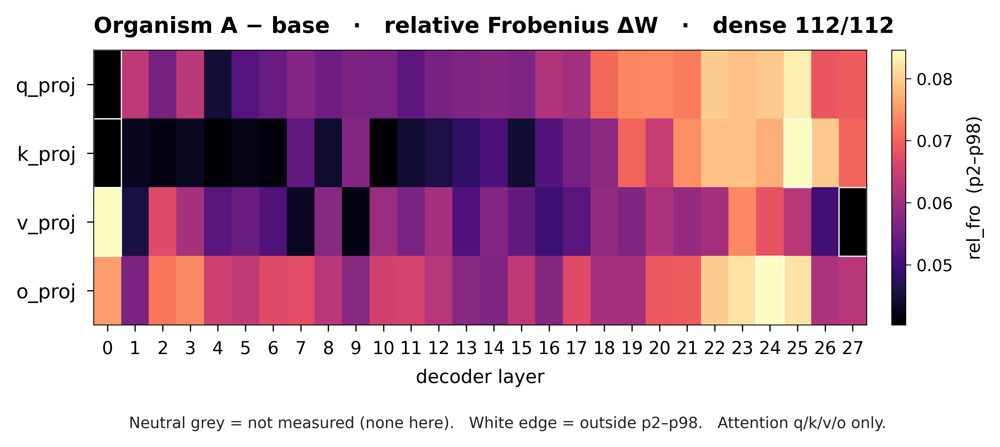 Organism A − base · relative Frobenius ΔW · dense 112/112
q_proj
k_proj
v_proj
o_proj
0 1 2 3 4 5 6 7 8 9 10 11 12 13 14 15 16 17 18 19 20 21 22 23 24 25 26 27
decoder layer
0.08
0.07
0.06
0.05
rel_fro (p2–p98)
Neutral grey = not measured (none here). White edge = outside p2–p98. Attention q/k/v/o only.